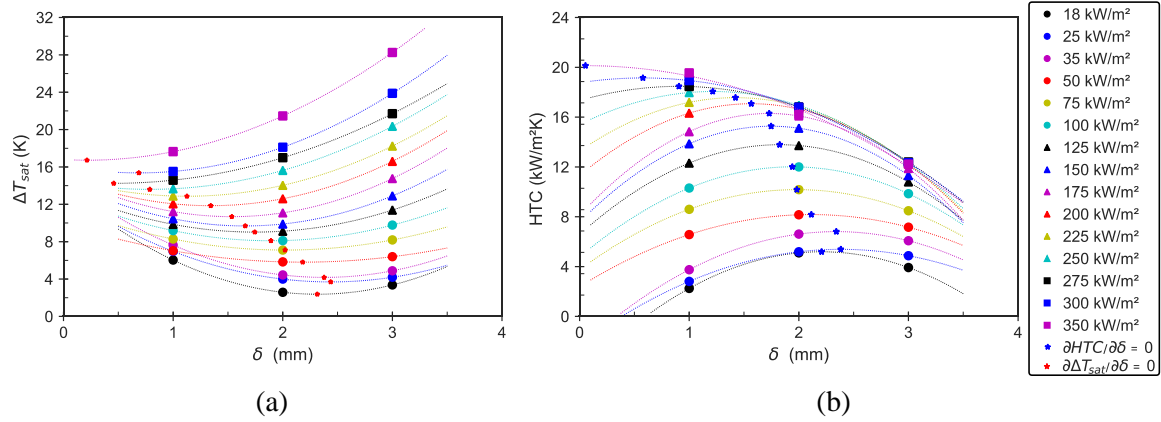 32
28
24
20
16
12
8
4
0
0
1
2
3
4
ΔT_sat (K)
δ (mm)
(a)
24
20
16
12
8
4
0
0
1
2
3
4
HTC (kW/m²K)
δ (mm)
(b)
18 kW/m²
25 kW/m²
35 kW/m²
50 kW/m²
75 kW/m²
100 kW/m²
125 kW/m²
150 kW/m²
175 kW/m²
200 kW/m²
225 kW/m²
250 kW/m²
275 kW/m²
300 kW/m²
350 kW/m²
∂HTC/∂δ = 0
∂ΔT_sat/∂δ = 0